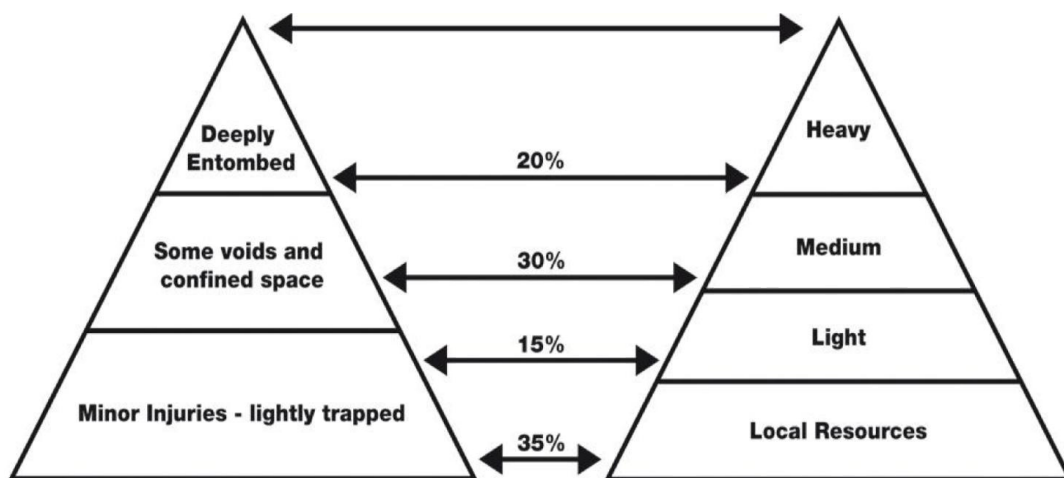 Deeply
Entombed
Some voids and
confined space
Minor Injuries - lightly trapped
20%
30%
15%
35%
Heavy
Medium
Light
Local Resources